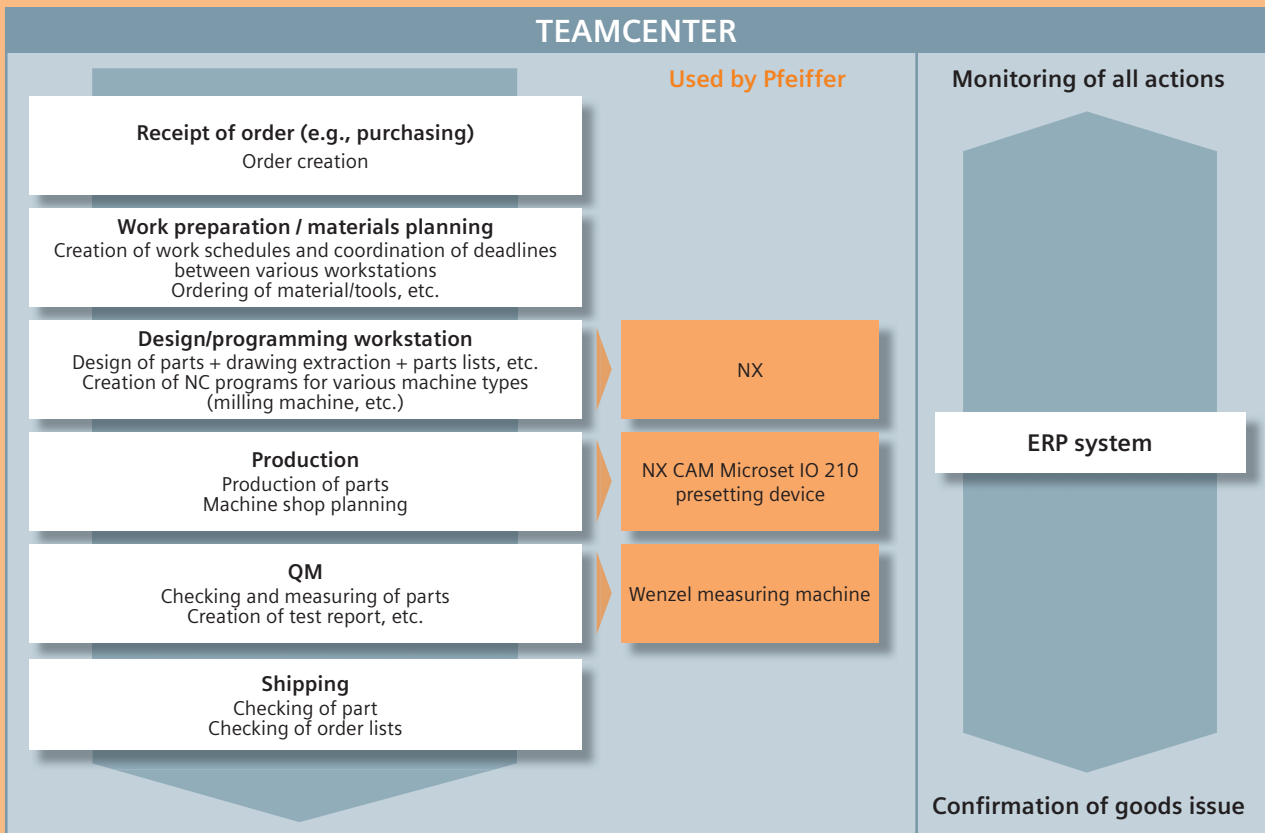 TEAMCENTER
Used by Pfeiffer
Monitoring of all actions
Receipt of order (e.g., purchasing)
Order creation
Work preparation / materials planning
Creation of work schedules and coordination of deadlines
between various workstations
Ordering of material/tools, etc.
Design/programming workstation
Design of parts + drawing extraction + parts lists, etc.
Creation of NC programs for various machine types
(milling machine, etc.)
NX
Production
Production of parts
Machine shop planning
NX CAM Microset IO 210
presetting device
QM
Checking and measuring of parts
Creation of test report, etc.
Wenzel measuring machine
Shipping
Checking of part
Checking of order lists
ERP system
Confirmation of goods issue